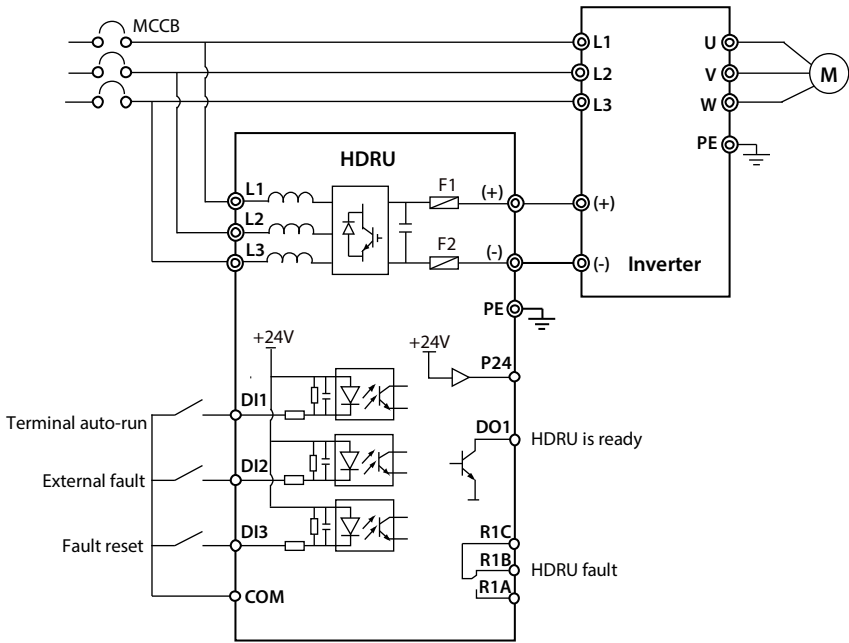 MCCB
L1
U
L2
V
M
L3
W
PE
HDRU
L1
F1
(+)
(+)
L2
L3
F2
(-)
(-)
Inverter
PE
+24V
+24V
P24
DI1
Terminal auto-run
DO1
HDRU is ready
DI2
External fault
DI3
Fault reset
R1C
R1B
HDRU fault
R1A
COM